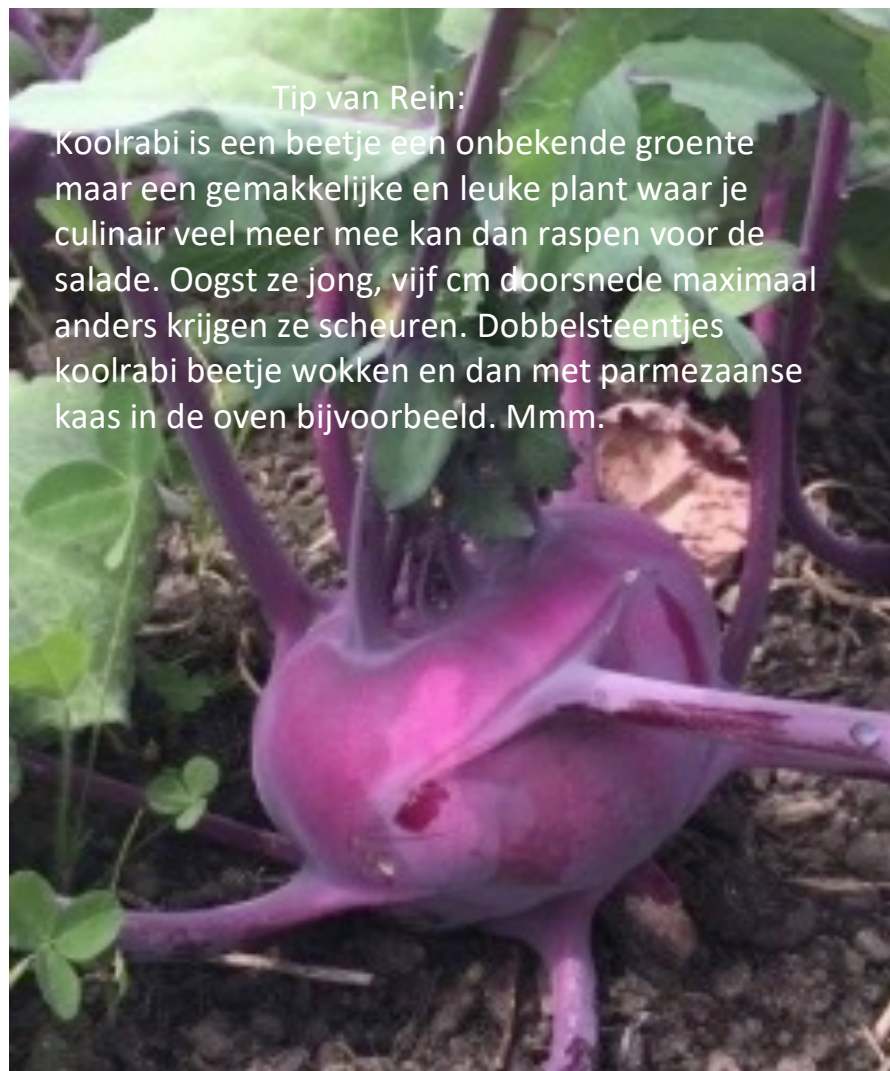 Tip van Rein:
Koolrabi is een beetje een onbekende groente
maar een gemakkelijke en leuke plant waar je
culinair veel meer mee kan dan raspen voor de
salade. Oogst ze jong, vijf cm doorsnede maximaal
anders krijgen ze scheuren. Dobbelsteentjes
koolrabi beetje wokken en dan met parmezaanse
kaas in de oven bijvoorbeeld. Mmm.